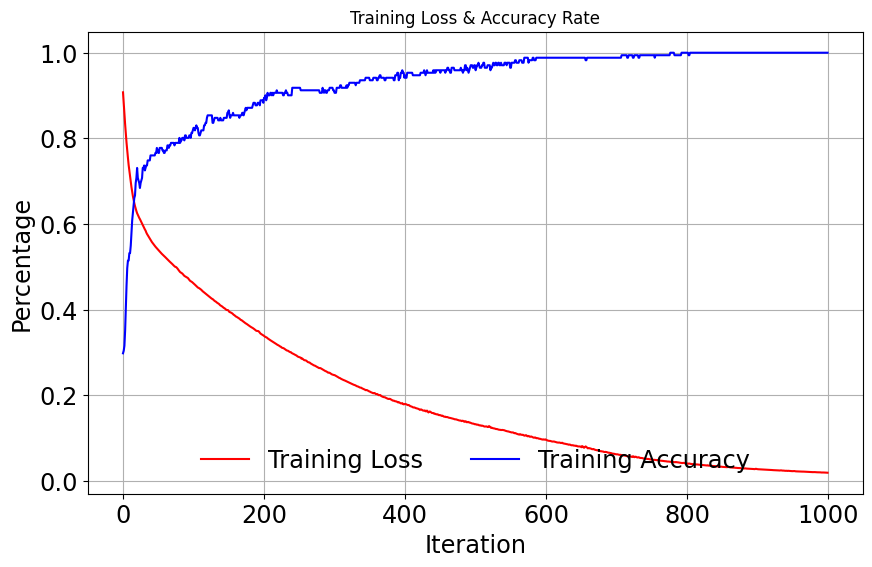 Training Loss & Accuracy Rate
1.0
0.8
0.6
0.4
0.2
0.0
Percentage
Training Loss
Training Accuracy
0 200 400 600 800 1000
Iteration